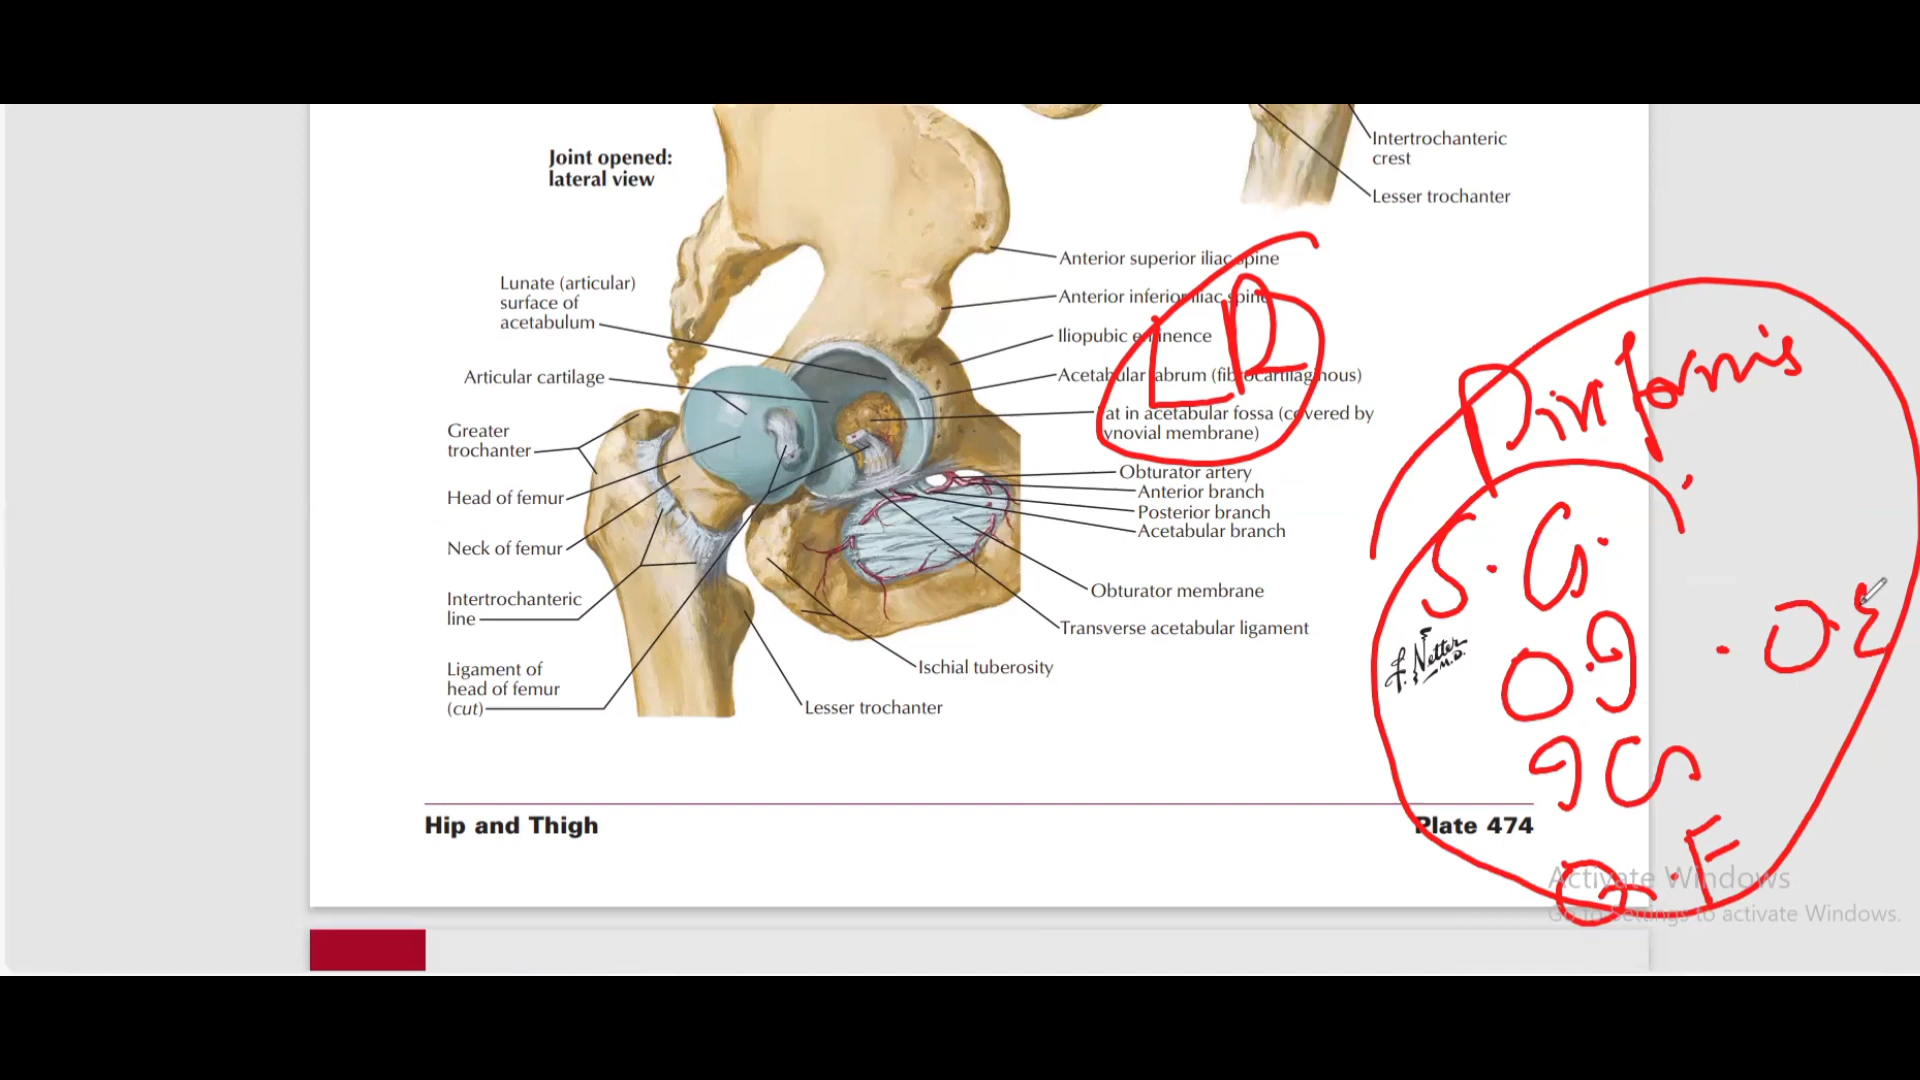 Joint opened:
lateral view
Intertrochanteric
crest
Lesser trochanter
Lunate (articular)
surface of
acetabulum
Articular cartilage
Greater
trochanter
Head of femur
Neck of femur
Intertrochanteric
line
Ligament of
head of femur
(cut)
Anterior superior iliac spine
Anterior inferior iliac spine
Iliopubic eminence
Acetabular labrum (fibrocartilaginous)
Fat in acetabular fossa (covered by
synovial membrane)
Obturator artery
Anterior branch
Posterior branch
Acetabular branch
Obturator membrane
Transverse acetabular ligament
Ischial tuberosity
Lesser trochanter
LR
Piriformis
S.G.
O.I
IG
Q.F
. OE
F. Netter
M.D.
Hip and Thigh
Plate 474
Activate Windows
Go to Settings to activate Windows.